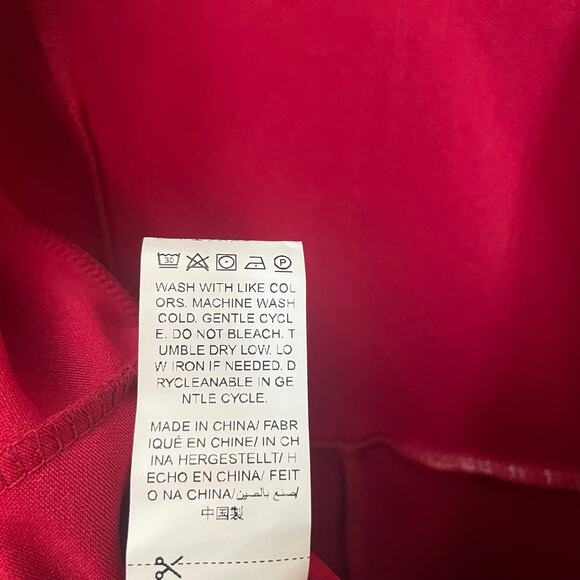 30 P
WASH WITH LIKE COL
ORS. MACHINE WASH
COLD. GENTLE CYCL
E. DO NOT BLEACH. T
UMBLE DRY LOW. LO
W IRON IF NEEDED. D
RYCLEANABLE IN GE
NTLE CYCLE.
MADE IN CHINA/ FABR
IQUÉ EN CHINE/ IN CH
INA HERGESTELLT/ H
ECHO EN CHINA/ FEIT
O NA CHINA/صنع بالصين/
中国製